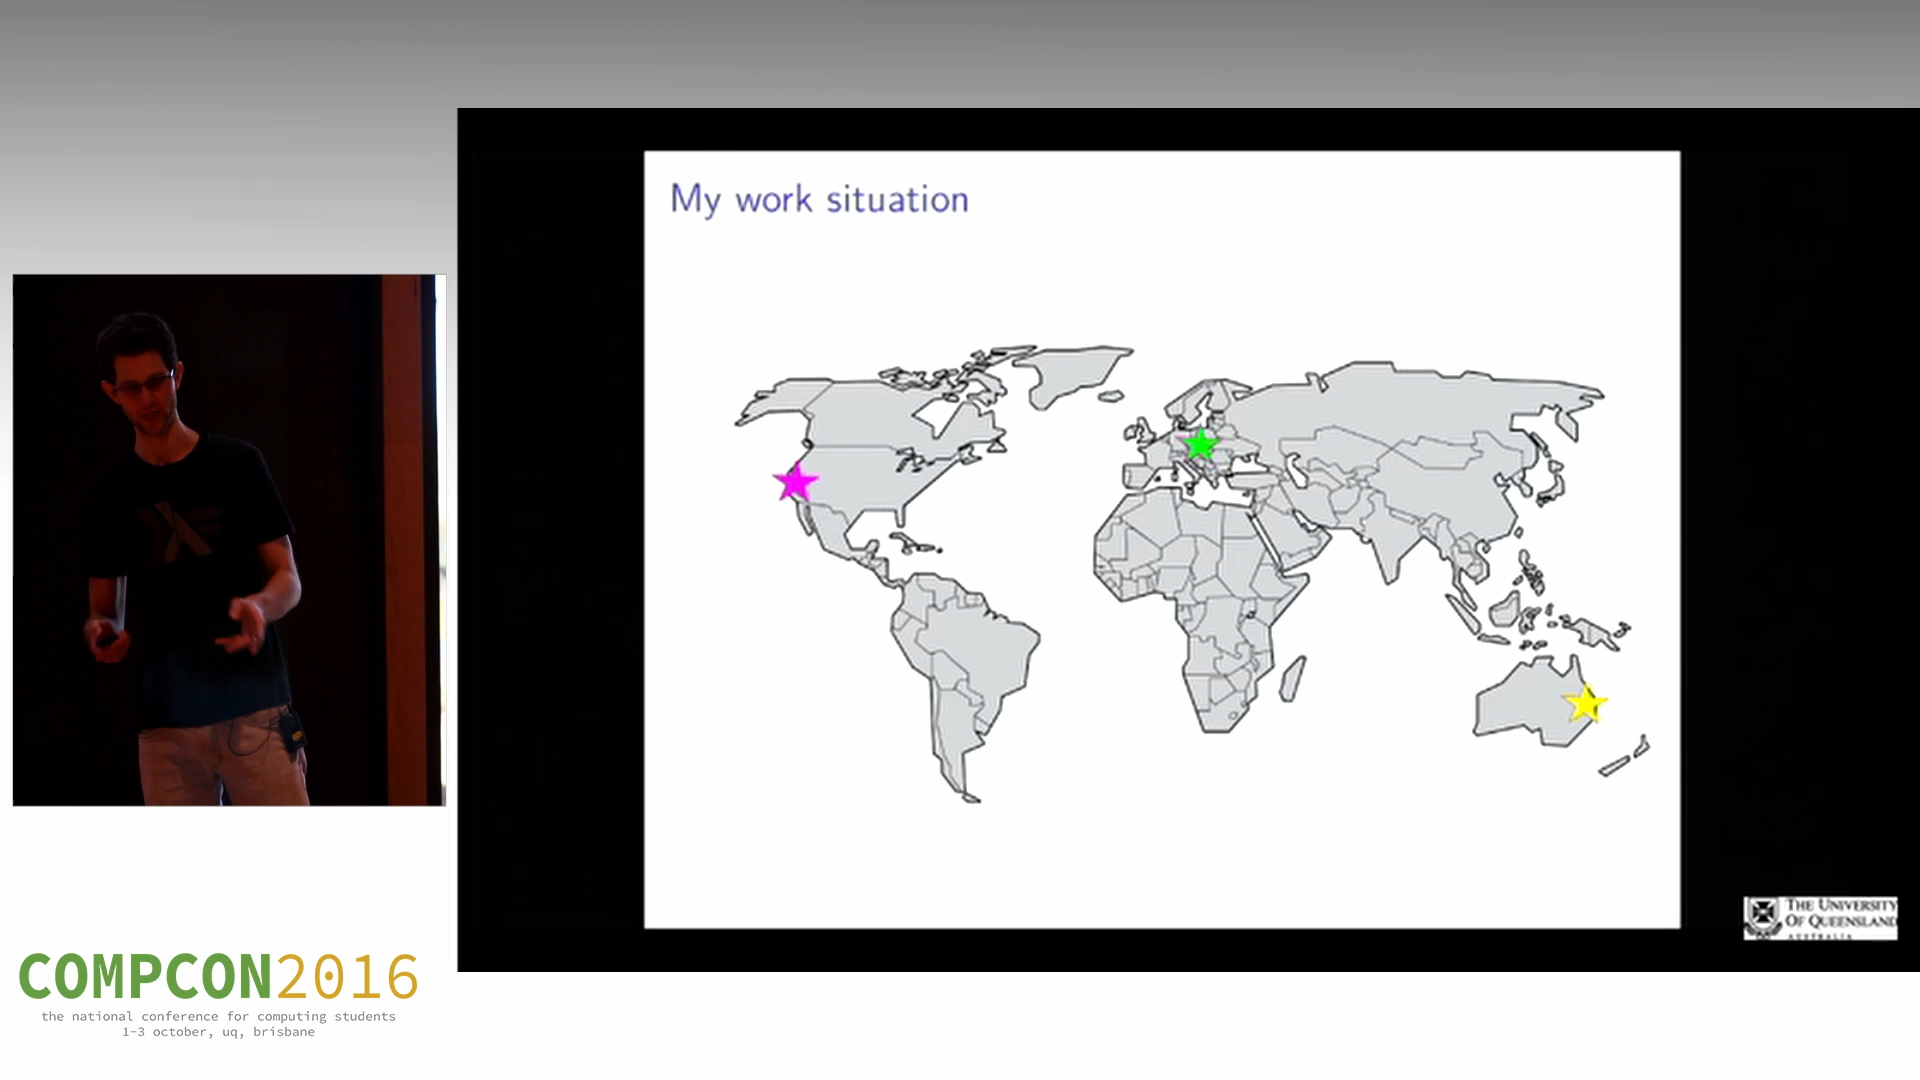 My work situation
THE UNIVERSITY
OF QUEENSLAND
AUSTRALIA
COMPCON2016
the national conference for computing students
1-3 october, uq, brisbane